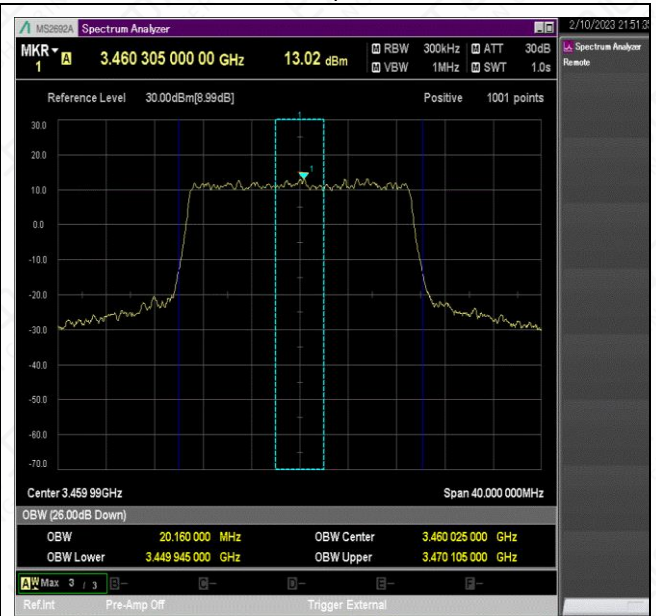 MS2692A Spectrum Analyzer
2/10/2023 21:51:35
MKR A 3.460 305 000 00 GHz 13.02 dBm M RBW 300kHz M ATT 30dB
1 M VBW 1MHz M SWT 1.0s
Spectrum Analyzer
Remote
Reference Level 30.00dBm[8.99dB] Positive 1001 points
1
30.0
20.0
1
10.0
0.0
-10.0
-20.0
-30.0
-40.0
-50.0
-60.0
-70.0
Center 3.459 99GHz Span 40.000 000MHz
OBW (26.00dB Down)
OBW 20.160 000 MHz OBW Center 3.460 025 000 GHz
OBW Lower 3.449 945 000 GHz OBW Upper 3.470 105 000 GHz
A W Max 3 / 3 B- C- D- E- F-
Ref.Int Pre-Amp Off Trigger External